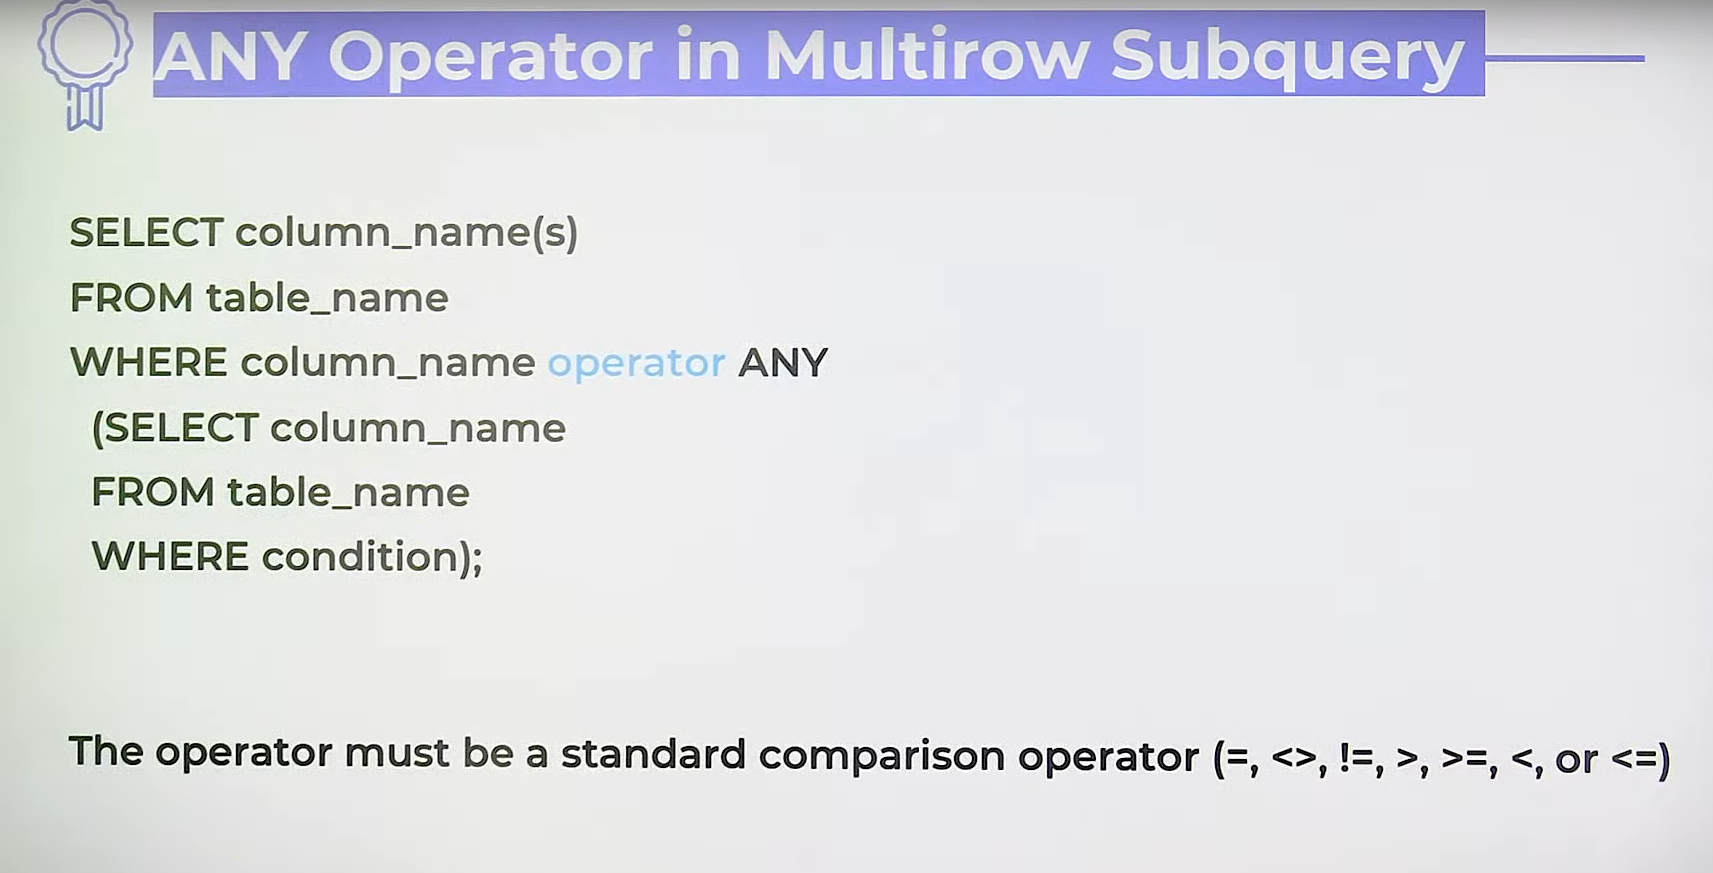 ANY Operator in Multirow Subquery
SELECT column_name(s)
FROM table_name
WHERE column_name operator ANY
(SELECT column_name
FROM table_name
WHERE condition);
The operator must be a standard comparison operator (=, <>, !=, >, >=, <, or <=)